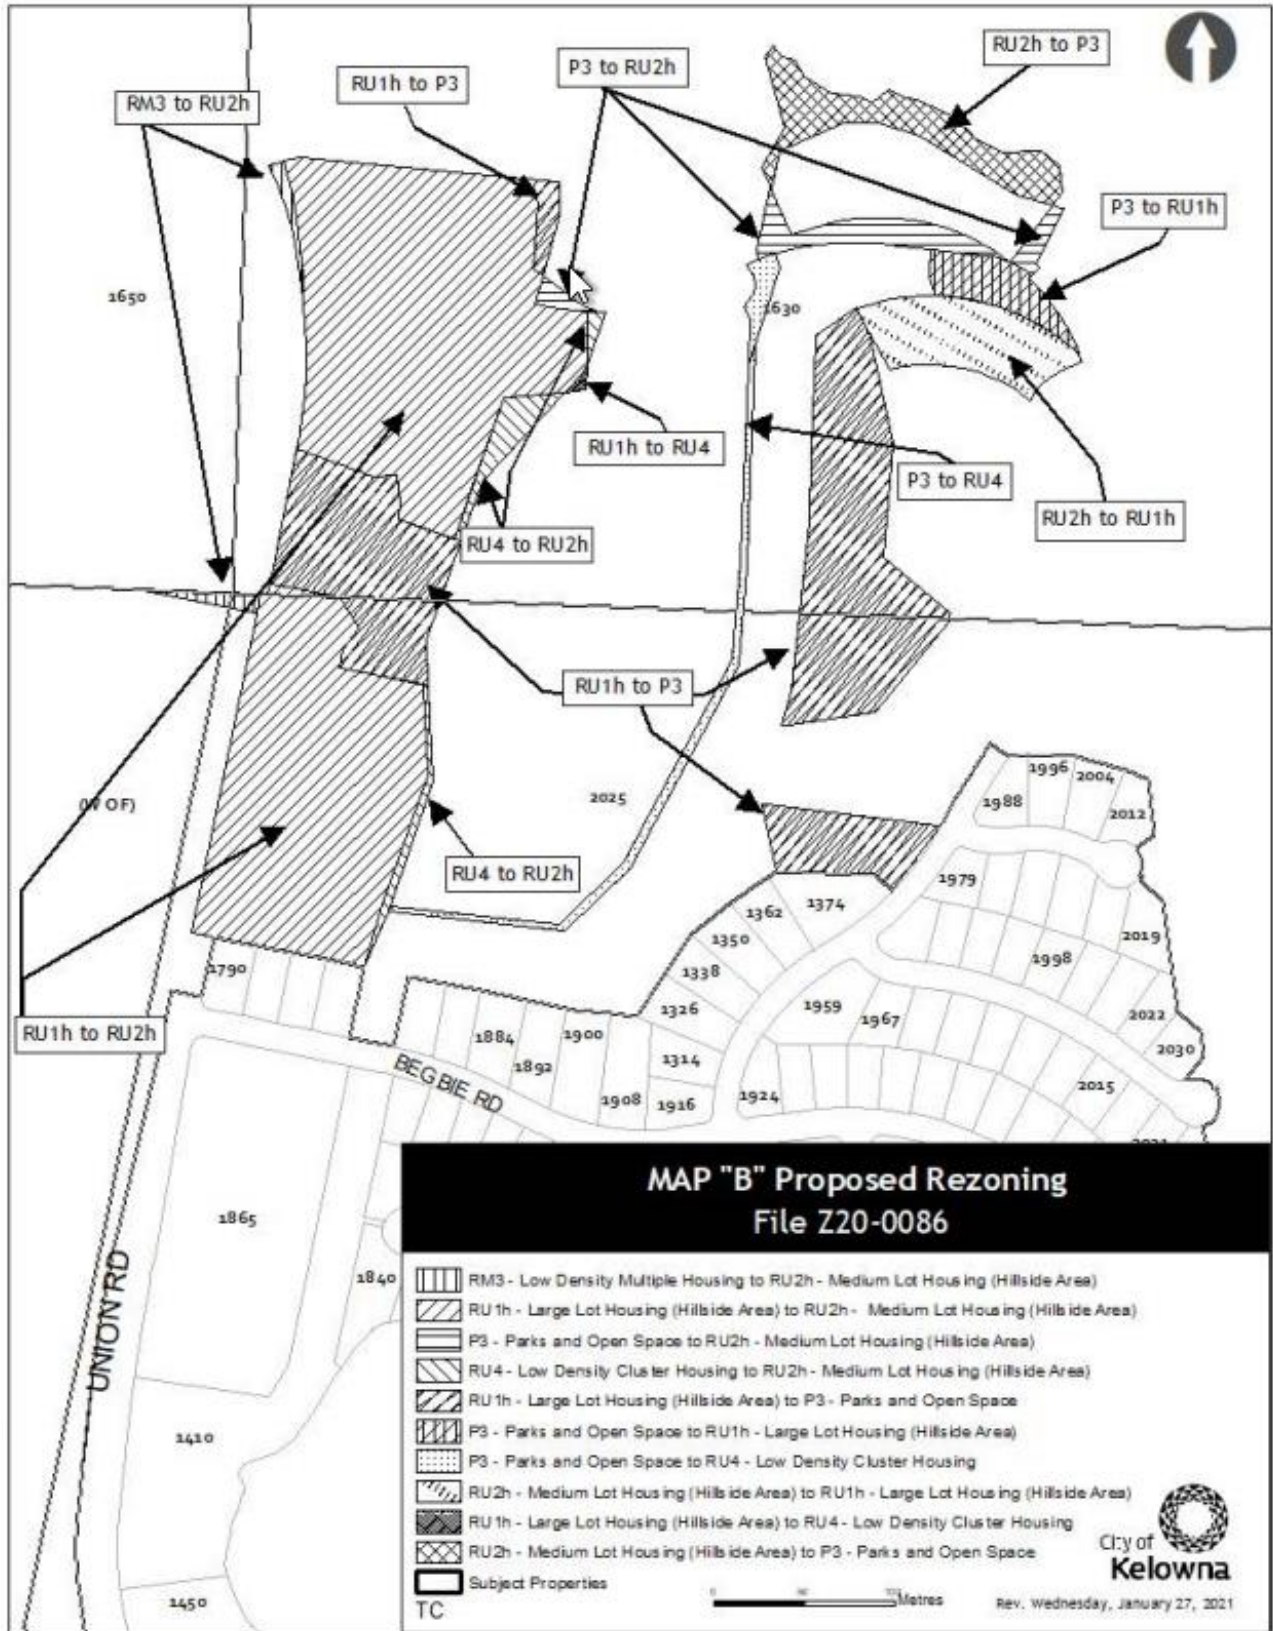 RU2h to P3
P3 to RU2h
RU1h to P3
RM3 to RU2h
P3 to RU1h
1650
1630
RU1h to RU4
P3 to RU4
RU2h to RU1h
RU4 to RU2h
RU1h to P3
(W OF)
2025
RU4 to RU2h
1996
2004
1988
2012
1979
1374
1362
1350
2019
1338
1998
1790
1326
1959
1967
2022
RU1h to RU2h
1884
1900
2030
1892
1314
BEGBIE RD
1908
1916
1924
2015
1865
1840
UNION RD
1410
1450
MAP "B" Proposed Rezoning
File Z20-0086
RM3 - Low Density Multiple Housing to RU2h - Medium Lot Housing (Hillside Area)
RU1h - Large Lot Housing (Hillside Area) to RU2h - Medium Lot Housing (Hillside Area)
P3 - Parks and Open Space to RU2h - Medium Lot Housing (Hillside Area)
RU4 - Low Density Cluster Housing to RU2h - Medium Lot Housing (Hillside Area)
RU1h - Large Lot Housing (Hillside Area) to P3 - Parks and Open Space
P3 - Parks and Open Space to RU1h - Large Lot Housing (Hillside Area)
P3 - Parks and Open Space to RU4 - Low Density Cluster Housing
RU2h - Medium Lot Housing (Hillside Area) to RU1h - Large Lot Housing (Hillside Area)
RU1h - Large Lot Housing (Hillside Area) to RU4 - Low Density Cluster Housing
RU2h - Medium Lot Housing (Hillside Area) to P3 - Parks and Open Space
Subject Properties
TC
0
Metres
City of
Kelowna
Rev. Wednesday, January 27, 2021